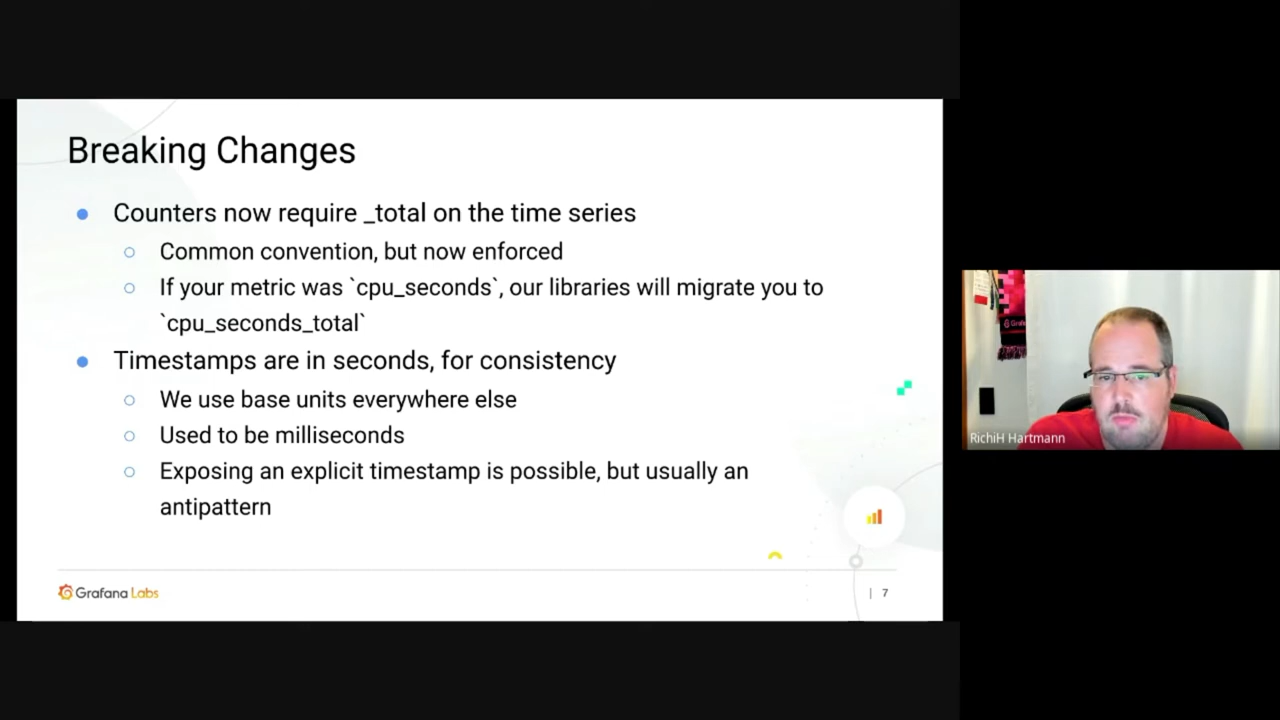 Breaking Changes
Counters now require _total on the time series
Common convention, but now enforced
If your metric was `cpu_seconds`, our libraries will migrate you to
`cpu_seconds_total`
Timestamps are in seconds, for consistency
We use base units everywhere else
Used to be milliseconds
Exposing an explicit timestamp is possible, but usually an
antipattern
Grafana Labs
| 7
RichiH Hartmann